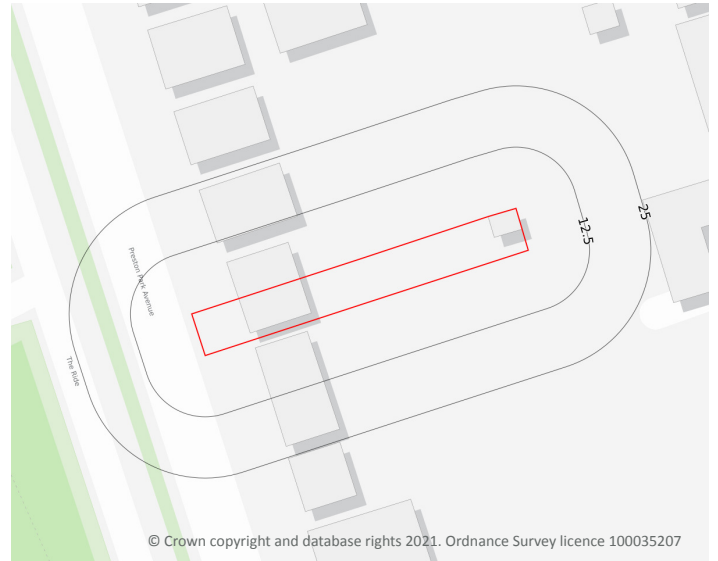 25
12.5
Preston Park Avenue
The Ride
© Crown copyright and database rights 2021. Ordnance Survey licence 100035207